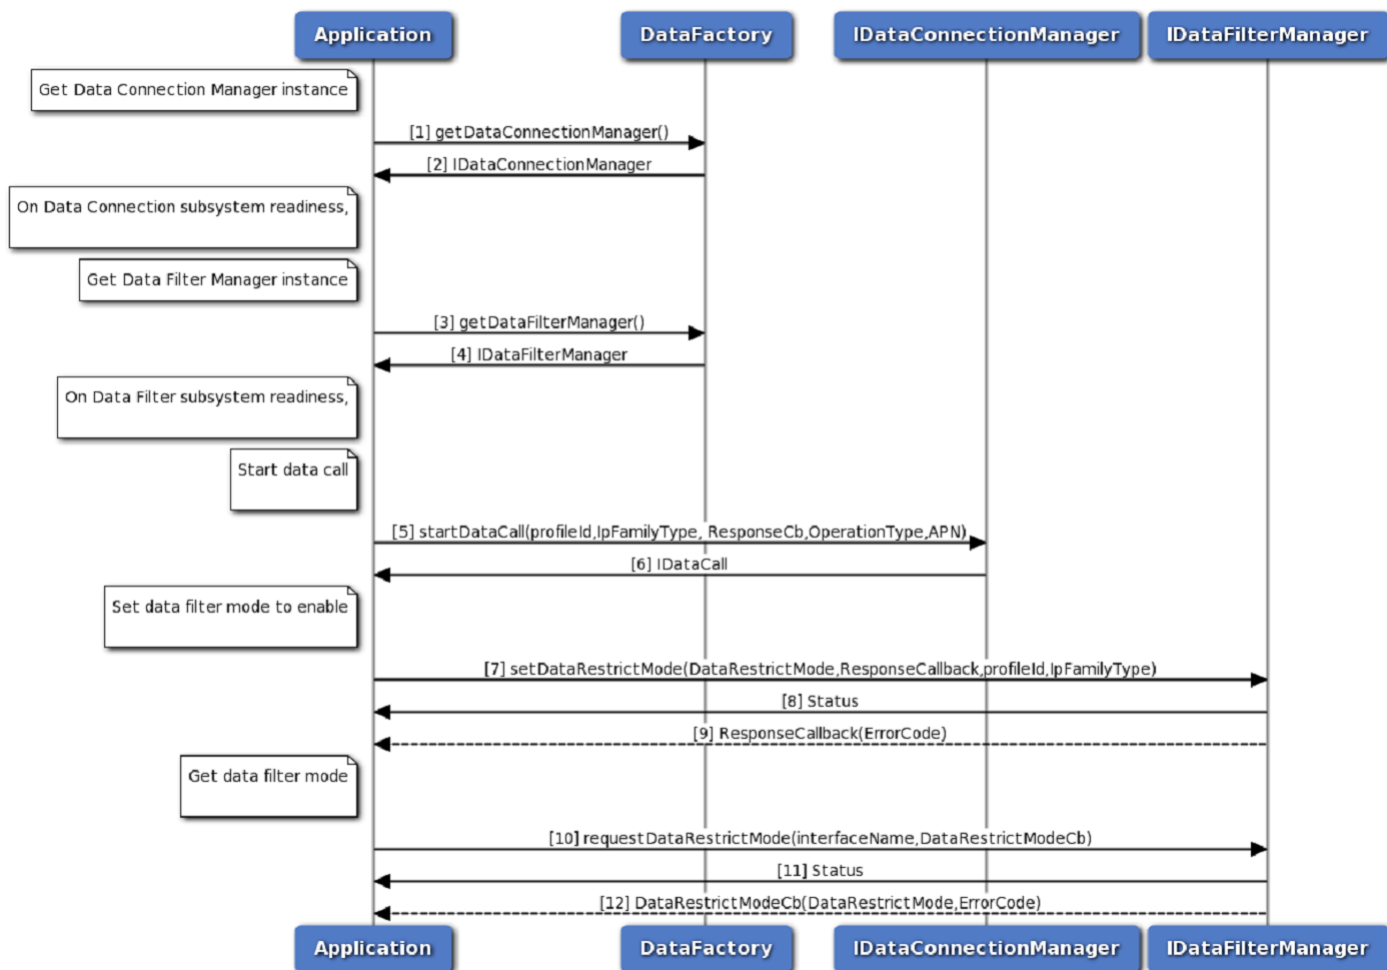 Application
DataFactory
IDataConnectionManager
IDataFilterManager
Get Data Connection Manager instance
[1] getDataConnectionManager()
[2] IDataConnectionManager
On Data Connection subsystem readiness,
Get Data Filter Manager instance
[3] getDataFilterManager()
[4] IDataFilterManager
On Data Filter subsystem readiness,
Start data call
[5] startDataCall(profileId,IpFamilyType, ResponseCb,OperationType,APN)
[6] IDataCall
Set data filter mode to enable
[7] setDataRestrictMode(DataRestrictMode,ResponseCallback,profileId,IpFamilyType)
[8] Status
[9] ResponseCallback(ErrorCode)
Get data filter mode
[10] requestDataRestrictMode(interfaceName,DataRestrictModeCb)
[11] Status
[12] DataRestrictModeCb(DataRestrictMode,ErrorCode)
Application
DataFactory
IDataConnectionManager
IDataFilterManager